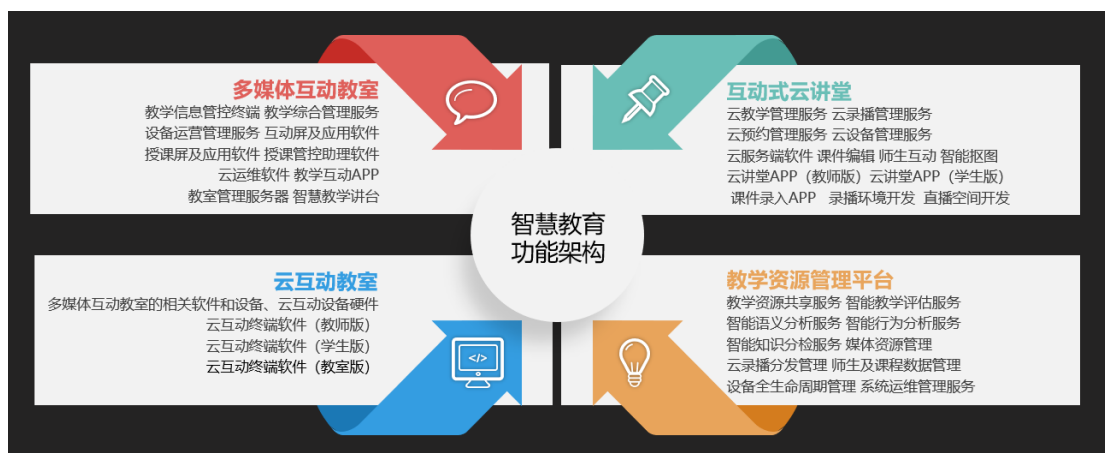 多媒体互动教室
教学信息管控终端 教学综合管理服务
设备运营管理服务 互动屏及应用软件
授课屏及应用软件 授课管控助理软件
云运维软件 教学互动APP
教室管理服务器 智慧教学讲台
互动式云讲堂
云教学管理服务 云录播管理服务
云预约管理服务 云设备管理服务
云服务端软件 课件编辑 师生互动 智能抠图
云讲堂APP（教师版）云讲堂APP（学生版）
课件录入APP 录播环境开发 直播空间开发
智慧教育
功能架构
云互动教室
多媒体互动教室的相关软件和设备、云互动设备硬件
云互动终端软件（教师版）
云互动终端软件（学生版）
云互动终端软件（教室版）
</>
教学资源管理平台
教学资源共享服务 智能教学评估服务
智能语义分析服务 智能行为分析服务
智能知识分检服务 媒体资源管理
云录播分发管理 师生及课程数据管理
设备全生命周期管理 系统运维管理服务